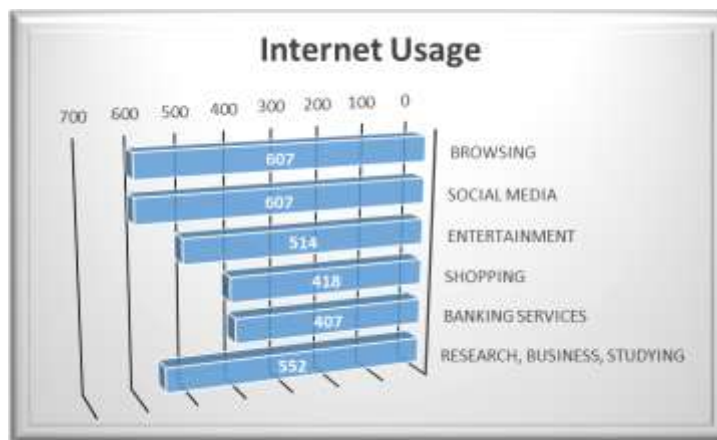 Internet Usage
700 600 500 400 300 200 100 0
607 BROWSING
607 SOCIAL MEDIA
514 ENTERTAINMENT
418 SHOPPING
407 BANKING SERVICES
552 RESEARCH, BUSINESS, STUDYING